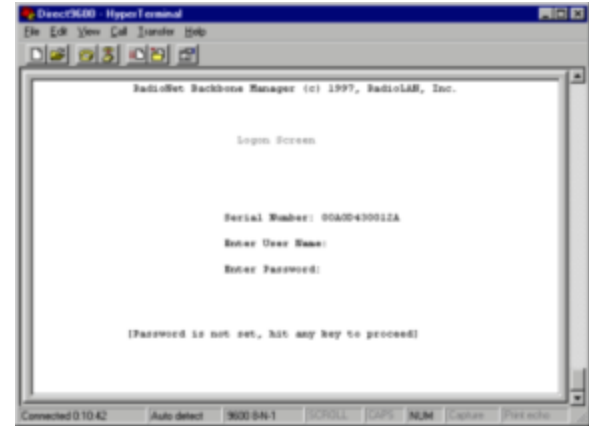 Direct9600 - HyperTerminal
File Edit View Call Transfer Help
RadioNet Backbone Manager (c) 1997, RadioLAN, Inc.
Logon Screen
Serial Number: 00A0D430012A
Enter User Name:
Enter Password:
[Password is not set, hit any key to proceed]
Connected 0:10:42 Auto detect 9600 8-N-1 SCROLL CAPS NUM Capture Print echo